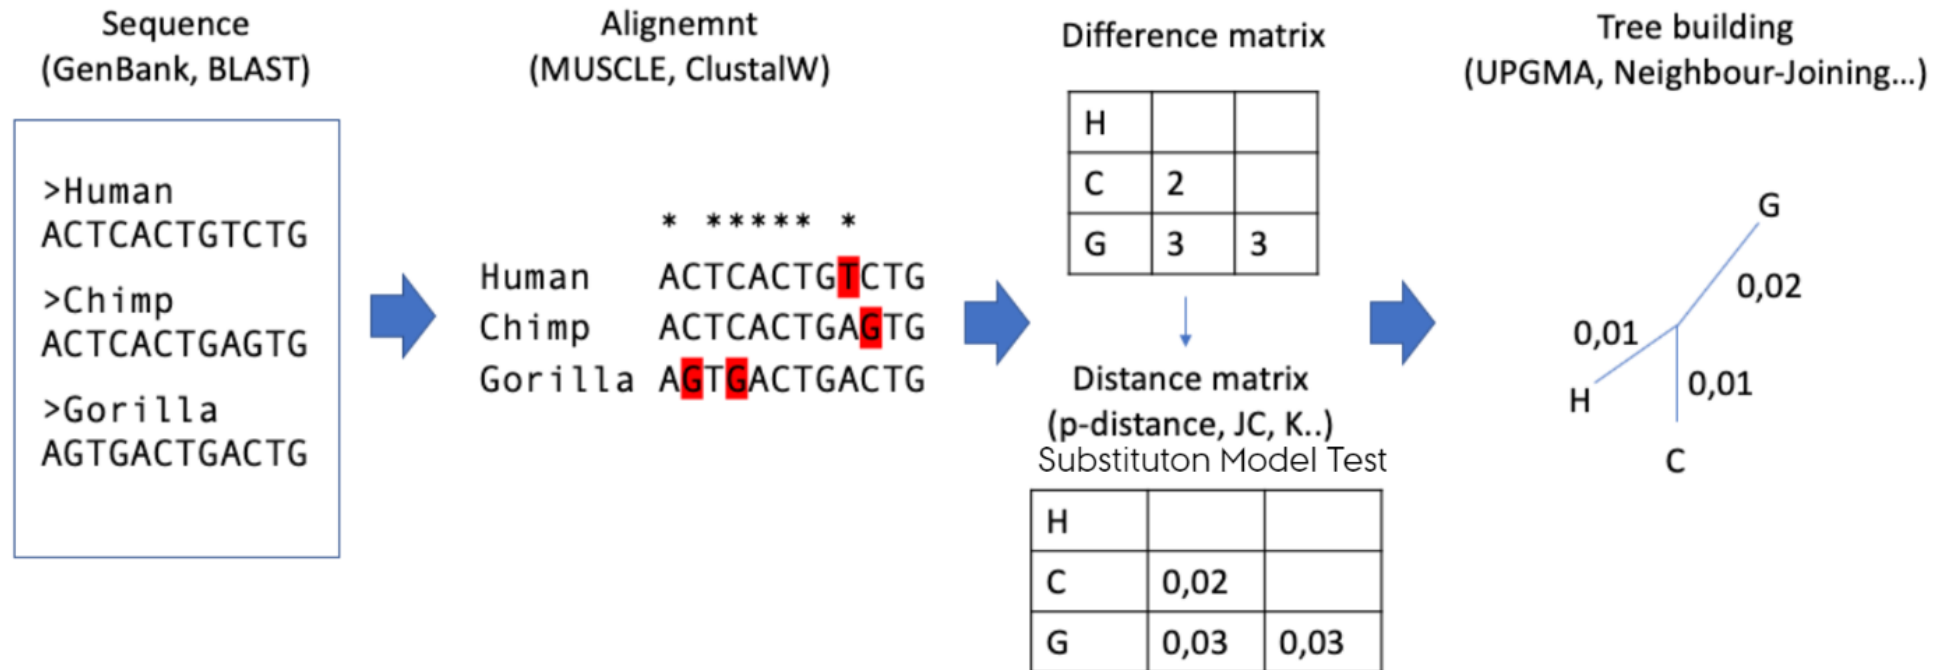 Sequence
(GenBank, BLAST)
>Human
ACTCACTGTCTG
>Chimp
ACTCACTGAGTG
>Gorilla
AGTGACTGACTG
Alignemnt
(MUSCLE, ClustalW)
* ***** *
Human ACTCACTGTCTG
Chimp ACTCACTGAGTG
Gorilla AGTGACTGACTG
Difference matrix
H
C 2
G 3 3
Distance matrix
(p-distance, JC, K..)
Substituton Model Test
H
C 0,02
G 0,03 0,03
Tree building
(UPGMA, Neighbour-Joining...)
G
0,02
0,01
H
0,01
C